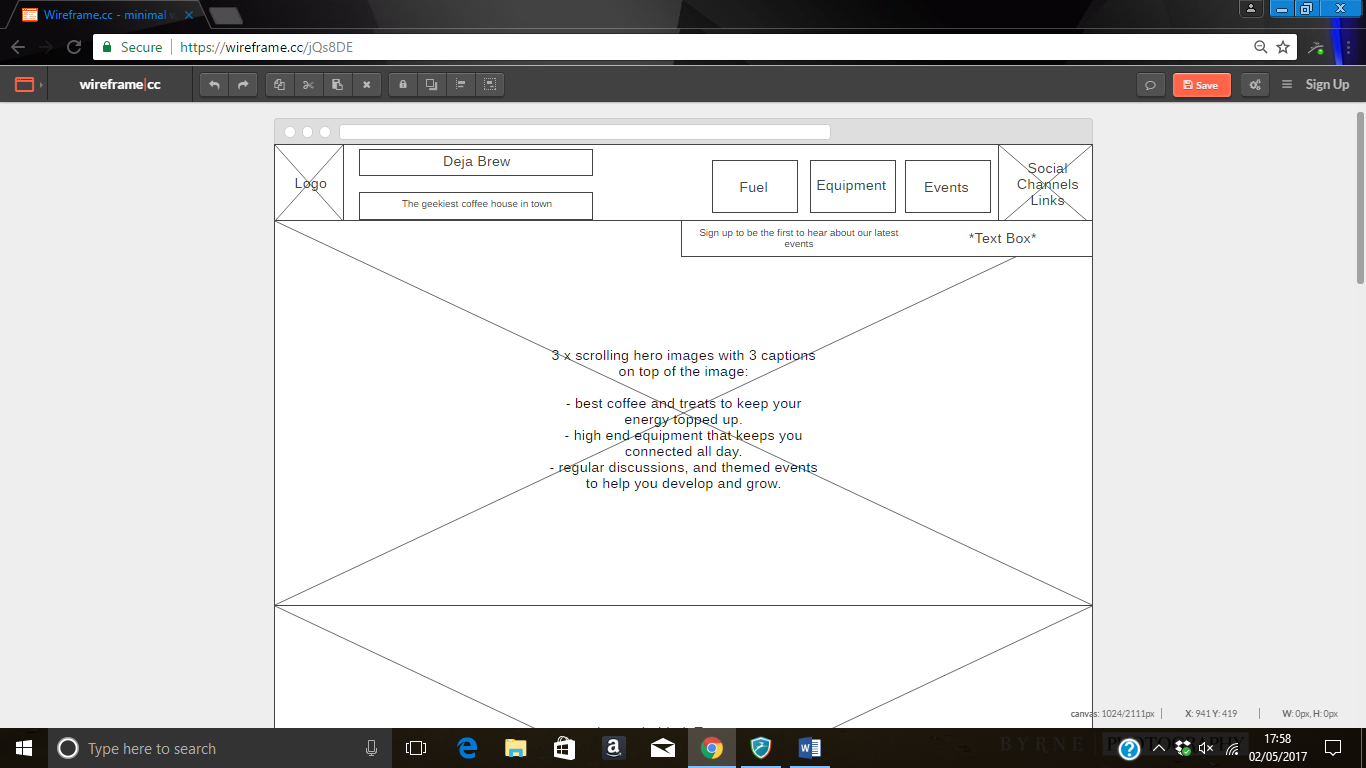 Wireframe.cc - minimal
Secure
https://wireframe.cc/jQs8DE
wireframe|cc
Save
Sign Up
Logo
Deja Brew
The geekiest coffee house in town
Fuel
Equipment
Events
Social
Channels
Links
Sign up to be the first to hear about our latest
events
*Text Box*
3 x scrolling hero images with 3 captions
on top of the image:
- best coffee and treats to keep your
energy topped up.
- high end equipment that keeps you
connected all day.
- regular discussions, and themed events
to help you develop and grow.
canvas: 1024/2111px
X: 941 Y: 419
W: 0px, H: 0px
Type here to search
BYRNE PHOTOGRAPHY
17:58
02/05/2017